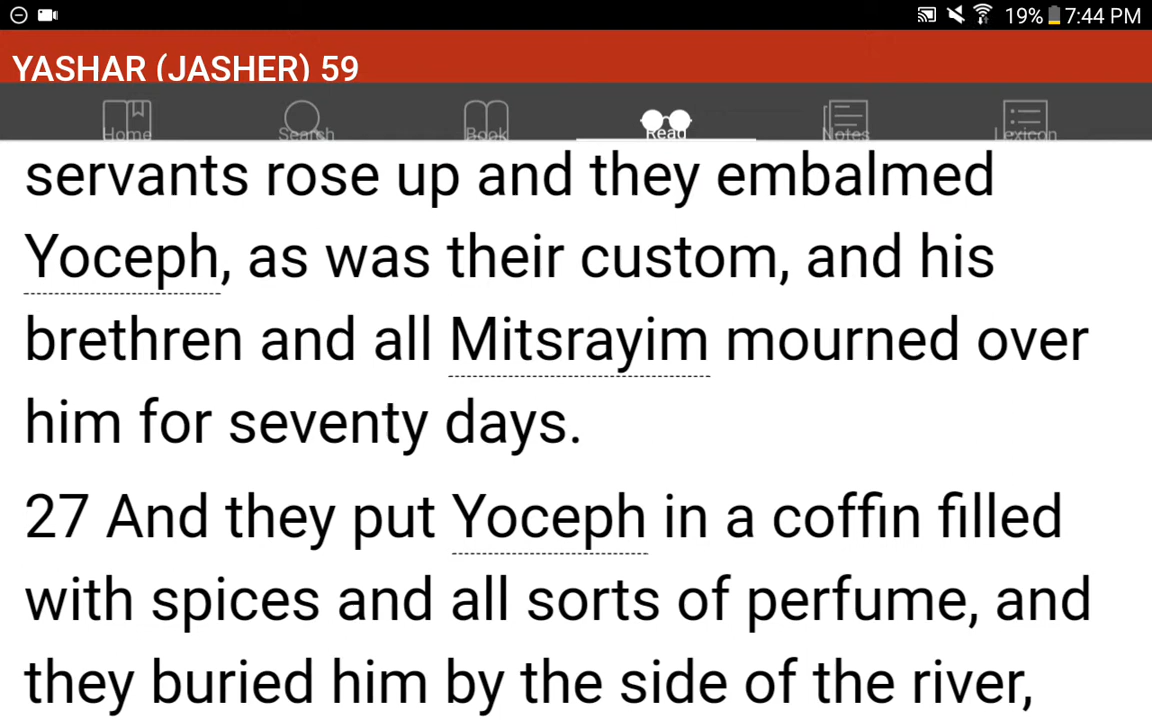 19% 7:44 PM
YASHAR (JASHER) 59
Home Search Book Read Notes Lexicon
servants rose up and they embalmed
Yoceph, as was their custom, and his
brethren and all Mitsrayim mourned over
him for seventy days.
27 And they put Yoceph in a coffin filled
with spices and all sorts of perfume, and
they buried him by the side of the river,